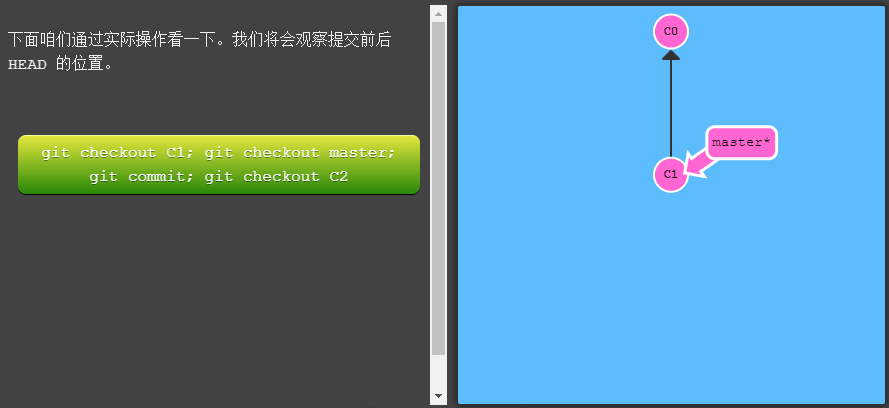 下面咱们通过实际操作看一下。我们将会观察提交前后
HEAD 的位置。
git checkout C1; git checkout master;
git commit; git checkout C2
C0
master*
C1